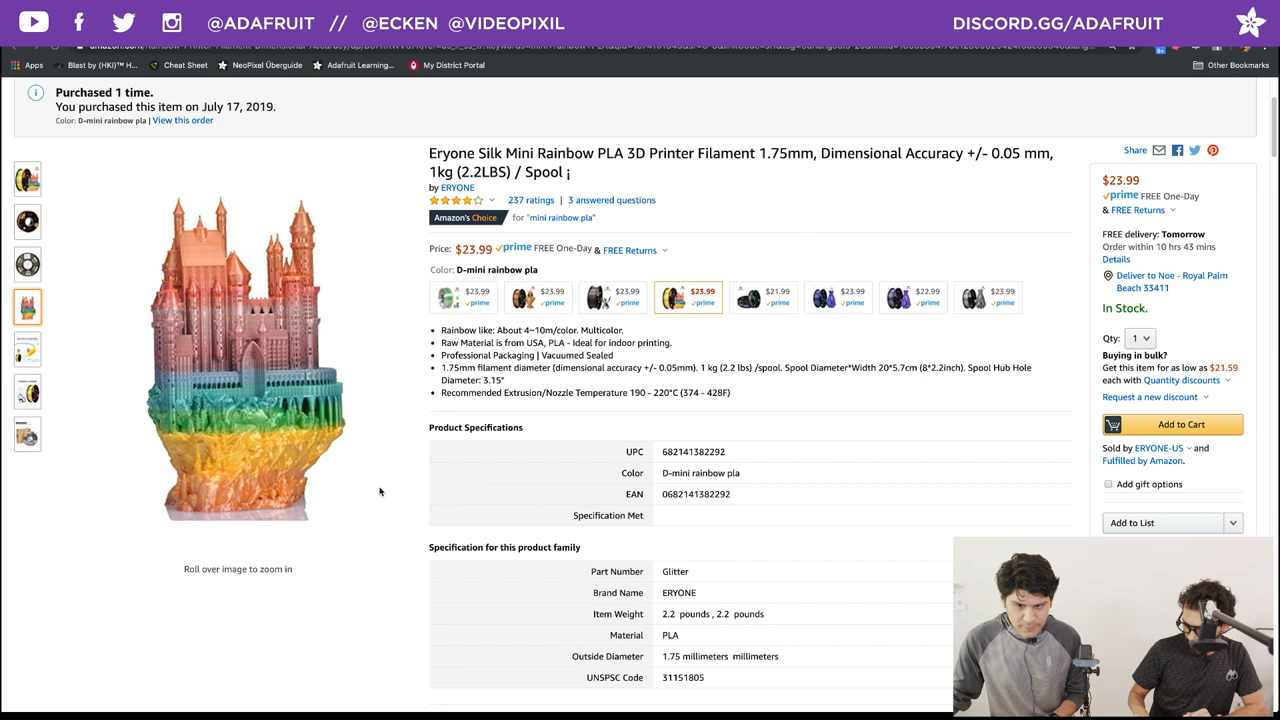 @ADAFRUIT // @ECKEN @VIDEOPIXIL
DISCORD.GG/ADAFRUIT
Apps
Blast by (HKI)™ H...
Cheat Sheet
NeoPixel Überguide
Adafruit Learning...
My District Portal
Other Bookmarks
Purchased 1 time.
You purchased this item on July 17, 2019.
Color: D-mini rainbow pla | View this order
Eryone Silk Mini Rainbow PLA 3D Printer Filament 1.75mm, Dimensional Accuracy +/- 0.05 mm,
1kg (2.2LBS) / Spool ¡
by ERYONE
237 ratings | 3 answered questions
Amazon's Choice for "mini rainbow pla"
Price: $23.99 prime FREE One-Day & FREE Returns
Color: D-mini rainbow pla
$23.99 prime
$23.99 prime
$23.99 prime
$23.99 prime
$21.99 prime
$23.99 prime
$22.99 prime
$23.99 prime
• Rainbow like: About 4~10m/color. Multicolor.
• Raw Material is from USA, PLA - Ideal for indoor printing.
• Professional Packaging | Vacuumed Sealed
• 1.75mm filament diameter (dimensional accuracy +/- 0.05mm). 1 kg (2.2 lbs) /spool. Spool Diameter*Width 20*5.7cm (8*2.2inch). Spool Hub Hole
Diameter: 3.15"
• Recommended Extrusion/Nozzle Temperature 190 - 220°C (374 - 428F)
Product Specifications
UPC 682141382292
Color D-mini rainbow pla
EAN 0682141382292
Specification Met
Specification for this product family
Part Number Glitter
Brand Name ERYONE
Item Weight 2.2 pounds , 2.2 pounds
Material PLA
Outside Diameter 1.75 millimeters millimeters
UNSPSC Code 31151805
Roll over image to zoom in
Share
$23.99
prime FREE One-Day
& FREE Returns
FREE delivery: Tomorrow
Order within 10 hr 43 mins
Details
Deliver to Noe - Royal Palm
Beach 33411
In Stock.
Qty: 1
Buying in bulk?
Get this item for as low as $21.59
each with Quantity discounts
Request a new discount
Add to Cart
Sold by ERYONE-US and
Fulfilled by Amazon.
Add gift options
Add to List